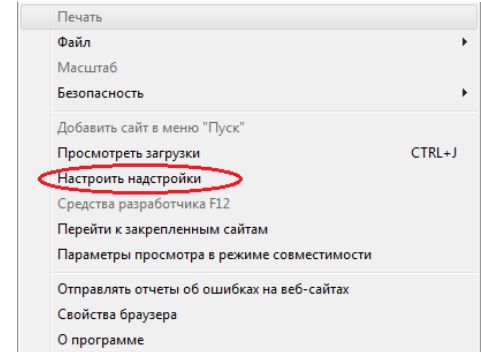 Печать
Файл
Масштаб
Безопасность
Добавить сайт в меню "Пуск"
Просмотреть загрузки CTRL+J
Настроить надстройки
Средства разработчика F12
Перейти к закрепленным сайтам
Параметры просмотра в режиме совместимости
Отправлять отчеты об ошибках на веб-сайтах
Свойства браузера
О программе